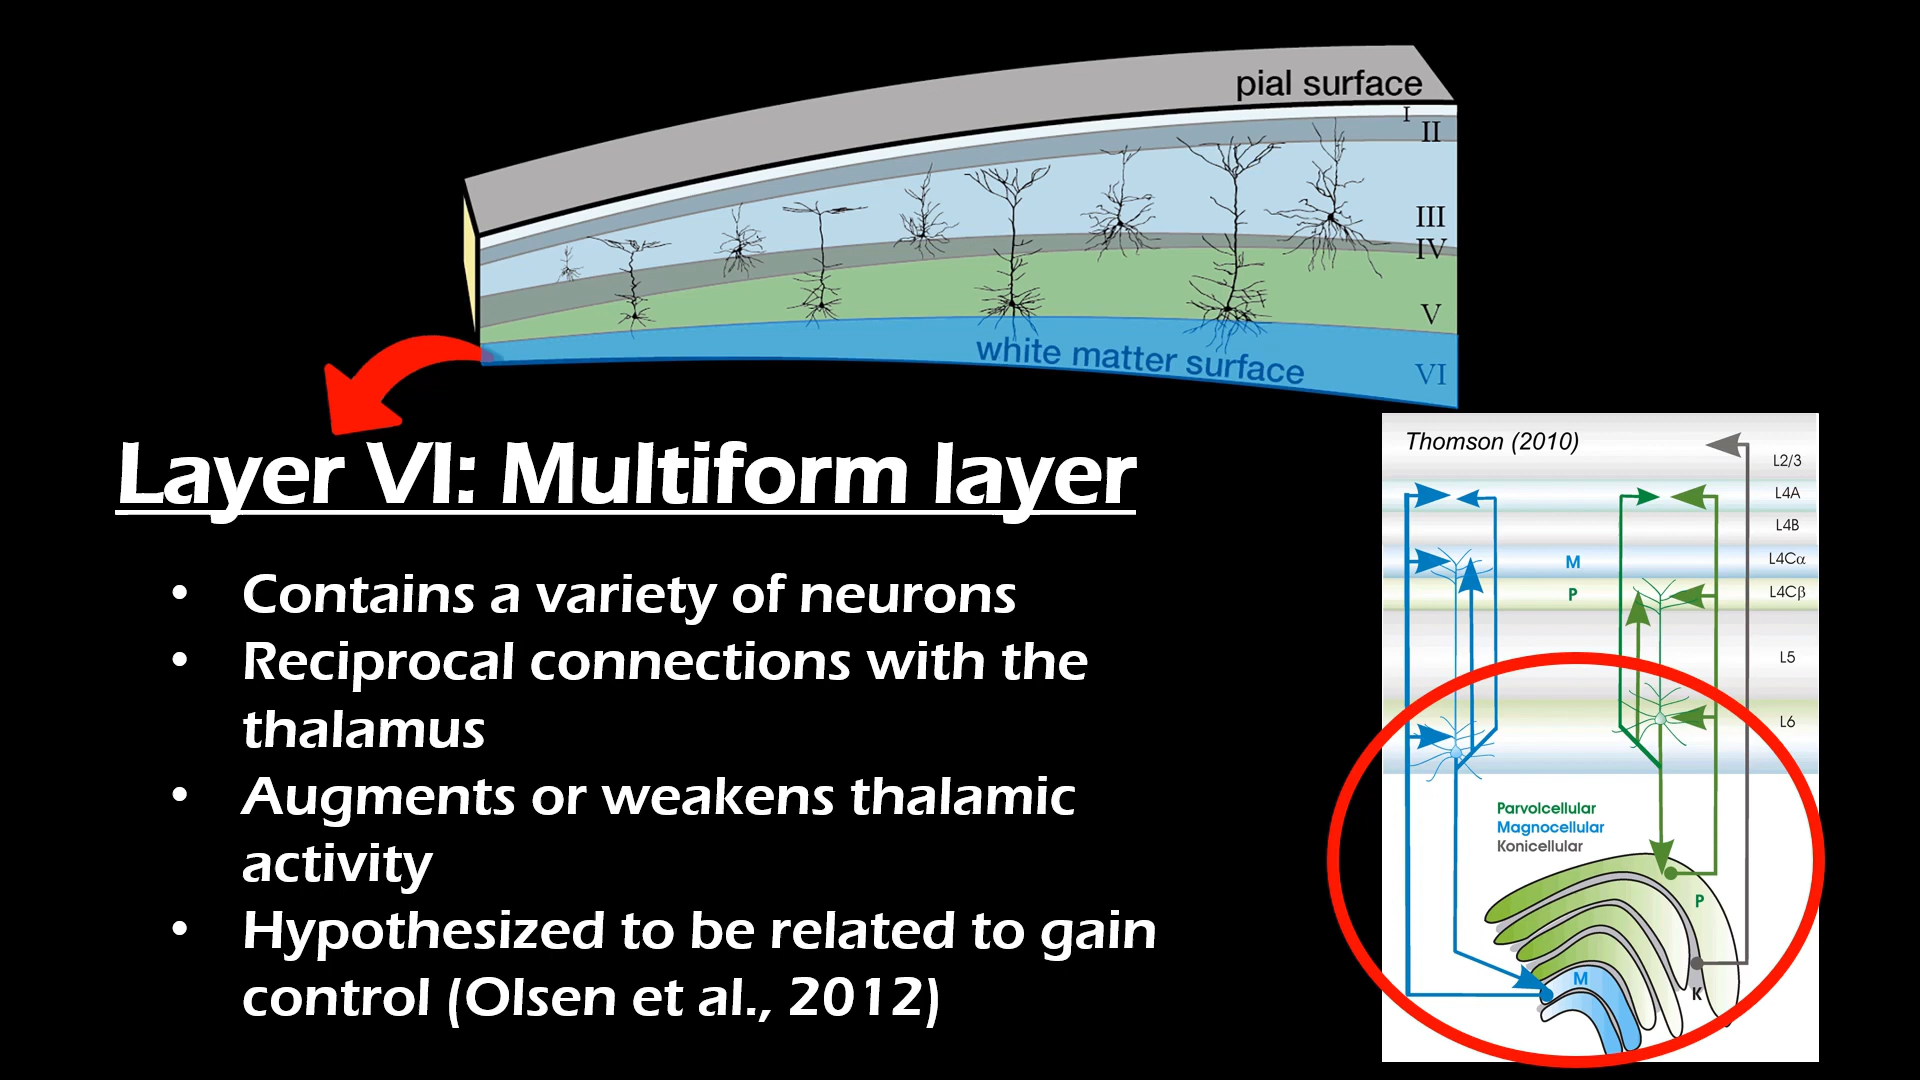 pial surface
I
II
III
IV
V
white matter surface
VI
Layer VI: Multiform layer
• Contains a variety of neurons
• Reciprocal connections with the
thalamus
• Augments or weakens thalamic
activity
• Hypothesized to be related to gain
control (Olsen et al., 2012)
Thomson (2010)
L2/3
L4A
L4B
M
L4Cα
P
L4Cβ
L5
L6
Parvolcellular
Magnocellular
Konicellular
P
M
K